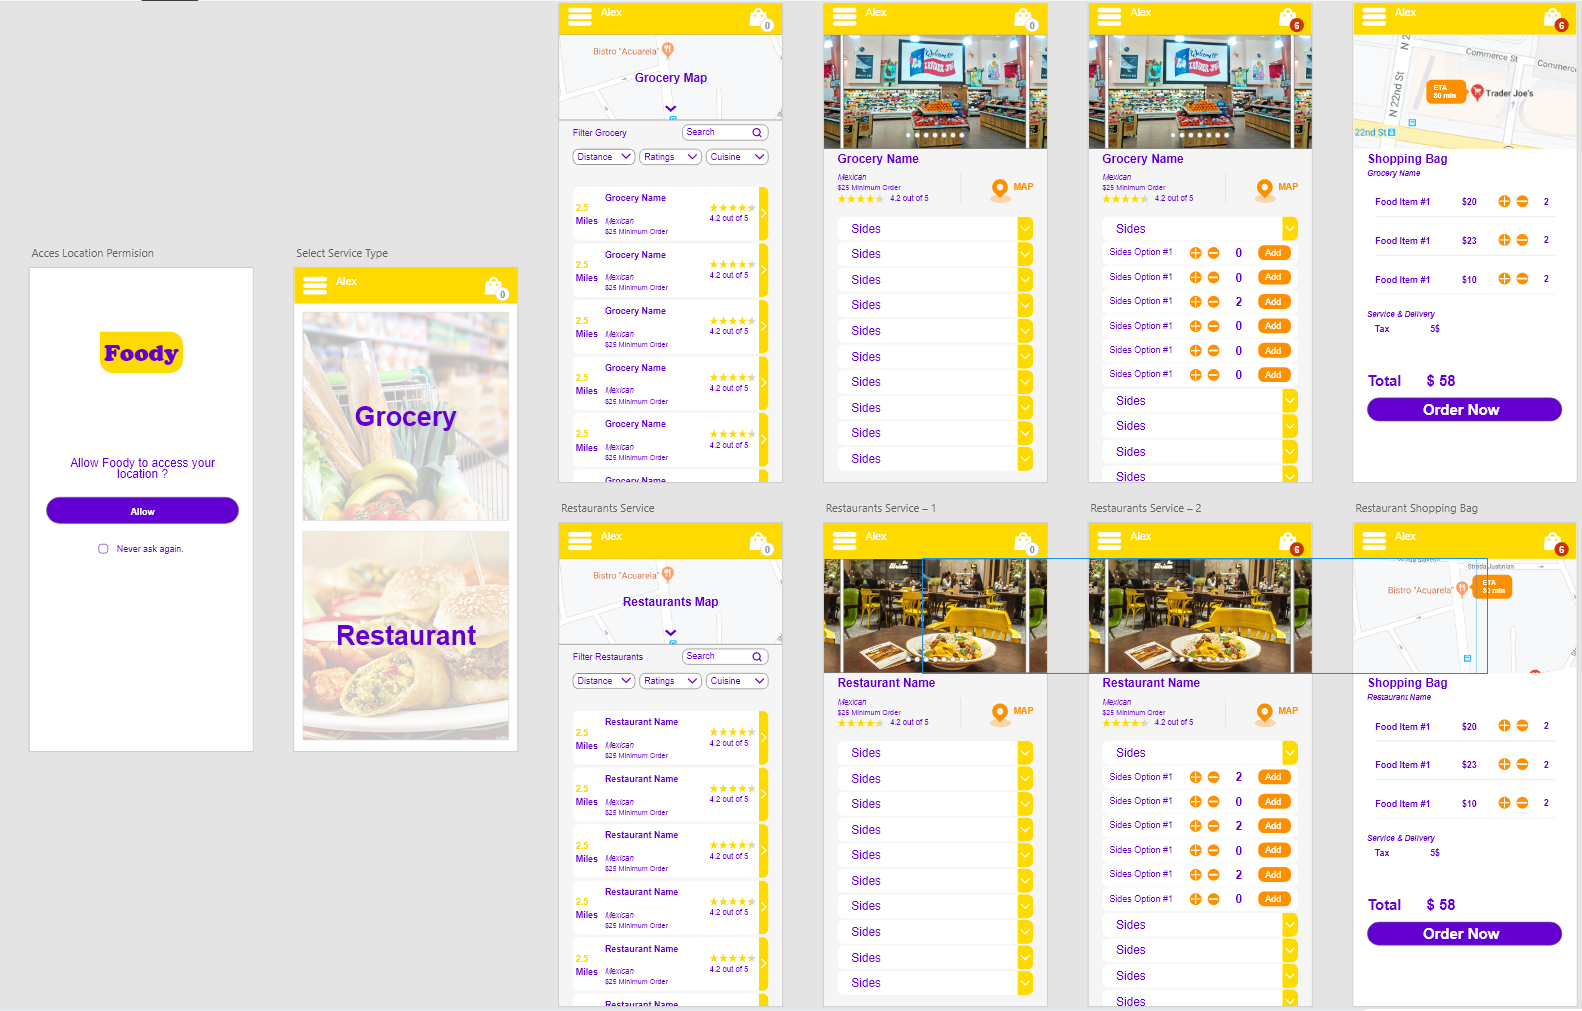 Acces Location Permision
Foody
Allow Foody to access your
location ?
Allow
Never ask again.
Select Service Type
Alex
0
Grocery
Restaurant
Alex
0
Bistro "Acuarela"
Grocery Map
Filter Grocery
Search
Distance
Ratings
Cuisine
Grocery Name
2.5
Miles
Mexican
$25 Minimum Order
4.2 out of 5
Grocery Name
2.5
Miles
Mexican
$25 Minimum Order
4.2 out of 5
Grocery Name
2.5
Miles
Mexican
$25 Minimum Order
4.2 out of 5
Grocery Name
2.5
Miles
Mexican
$25 Minimum Order
4.2 out of 5
Grocery Name
2.5
Miles
Mexican
$25 Minimum Order
4.2 out of 5
Grocery Name
Alex
0
Welcome to
Grocery Name
Mexican
$25 Minimum Order
4.2 out of 5
MAP
Sides
Sides
Sides
Sides
Sides
Sides
Sides
Sides
Sides
Sides
Alex
6
Welcome to
Grocery Name
Mexican
$25 Minimum Order
4.2 out of 5
MAP
Sides
Sides Option #1 0 Add
Sides Option #1 0 Add
Sides Option #1 2 Add
Sides Option #1 0 Add
Sides Option #1 0 Add
Sides Option #1 0 Add
Sides
Sides
Sides
Sides
Alex
6
N 2
Commerce St
Commerc
N 22nd St
ETA
30 min
Trader Joe's
22nd St
Shopping Bag
Grocery Name
Food Item #1 $20 2
Food Item #1 $23 2
Food Item #1 $10 2
Service & Delivery
Tax 5$
Total $ 58
Order Now
Restaurants Service
Alex
0
Bistro "Acuarela"
Restaurants Map
Filter Restaurants
Search
Distance
Ratings
Cuisine
Restaurant Name
2.5
Miles
Mexican
$25 Minimum Order
4.2 out of 5
Restaurant Name
2.5
Miles
Mexican
$25 Minimum Order
4.2 out of 5
Restaurant Name
2.5
Miles
Mexican
$25 Minimum Order
4.2 out of 5
Restaurant Name
2.5
Miles
Mexican
$25 Minimum Order
4.2 out of 5
Restaurant Name
2.5
Miles
Mexican
$25 Minimum Order
4.2 out of 5
Restaurant Name
Restaurants Service – 1
Alex
0
Restaurant Name
Mexican
$25 Minimum Order
4.2 out of 5
MAP
Sides
Sides
Sides
Sides
Sides
Sides
Sides
Sides
Sides
Sides
Restaurants Service – 2
Alex
6
Restaurant Name
Mexican
$25 Minimum Order
4.2 out of 5
MAP
Sides
Sides Option #1 2 Add
Sides Option #1 0 Add
Sides Option #1 2 Add
Sides Option #1 0 Add
Sides Option #1 2 Add
Sides Option #1 0 Add
Sides
Sides
Sides
Sides
Restaurant Shopping Bag
Alex
6
Strada Justinian
Bistro "Acuarela"
ETA
30 min
Shopping Bag
Restaurant Name
Food Item #1 $20 2
Food Item #1 $23 2
Food Item #1 $10 2
Service & Delivery
Tax 5$
Total $ 58
Order Now